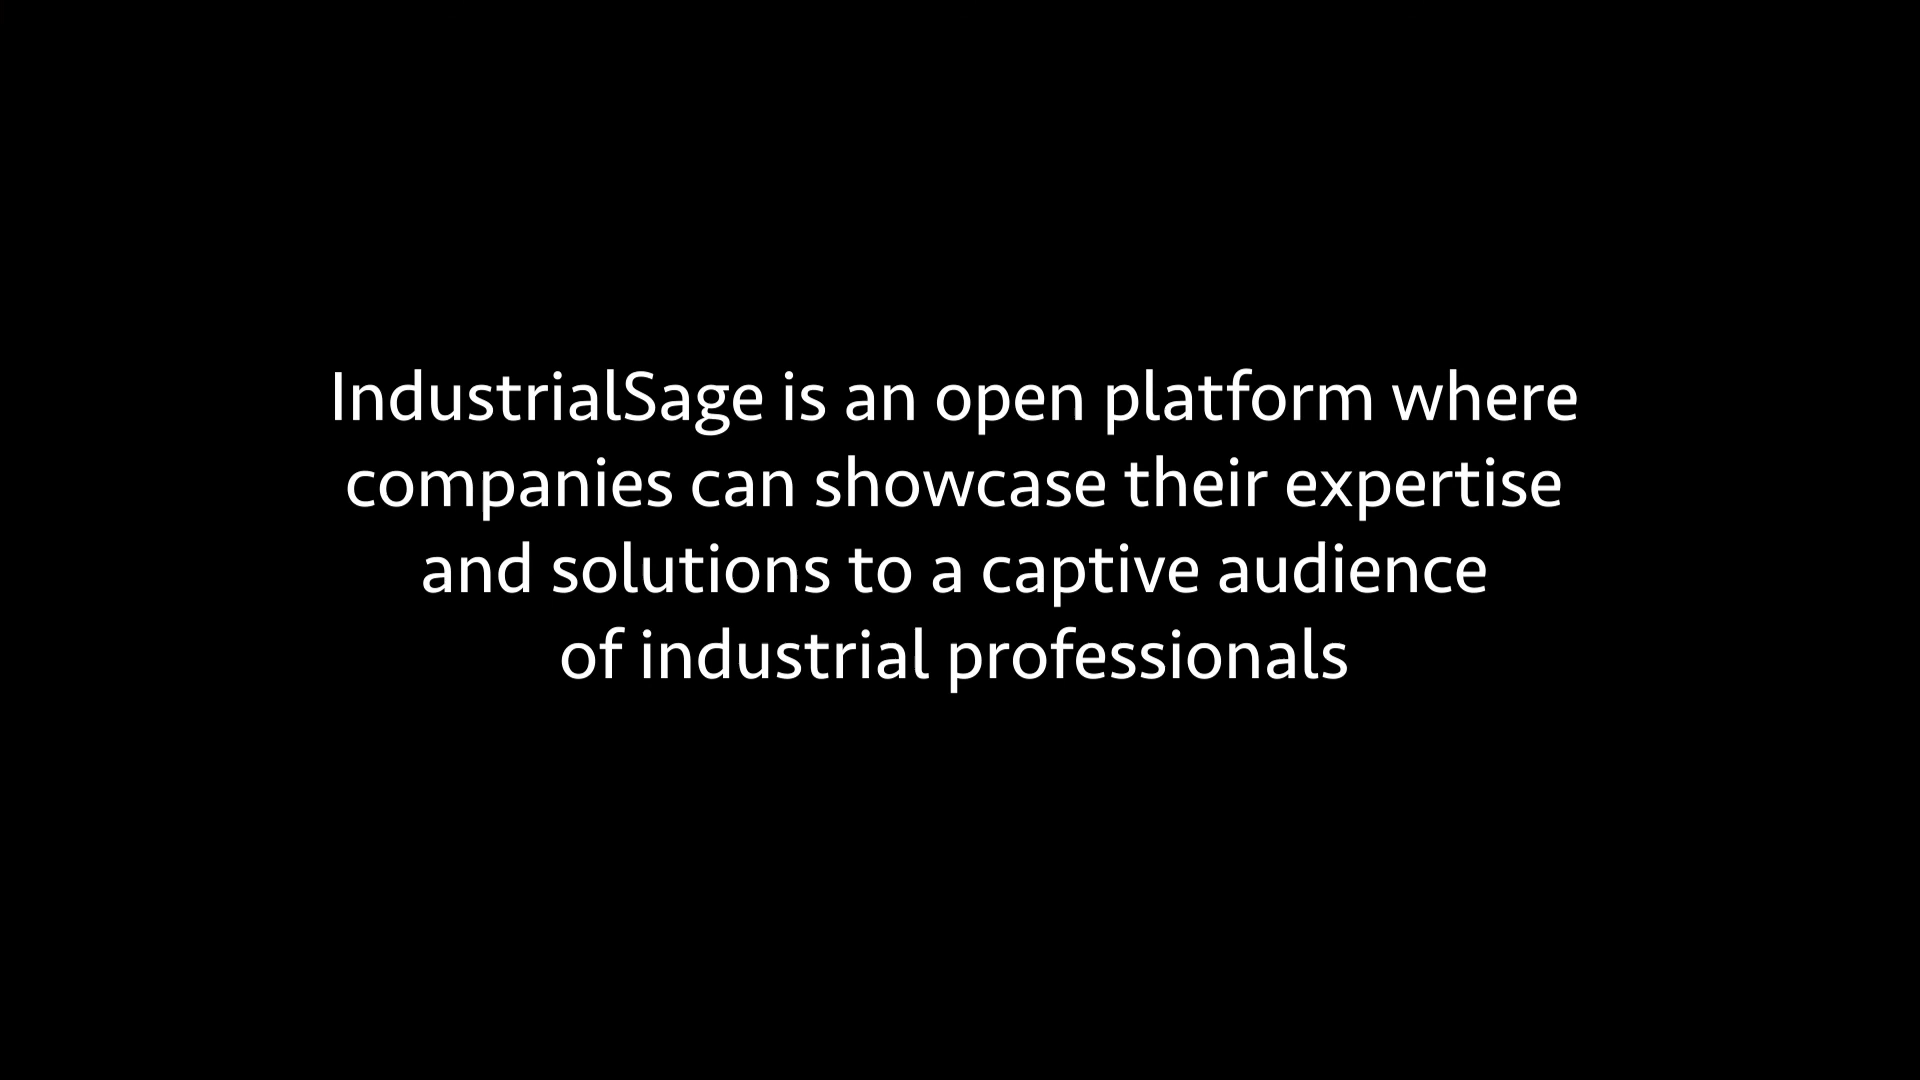 IndustrialSage is an open platform where
companies can showcase their expertise
and solutions to a captive audience
of industrial professionals